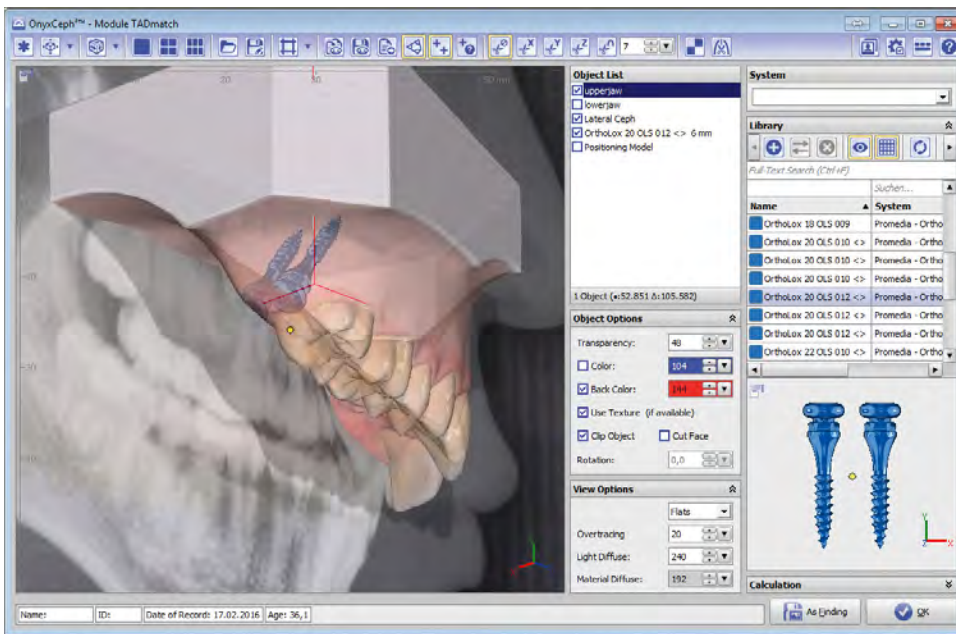 OnyxCeph³™ - Module TADmatch
7
20
30
50 mm
Object List
upperjaw
lowerjaw
Lateral Ceph
OrthoLox 20 OLS 012 <> 6 mm
Positioning Model
1 Object (•:52.851 Δ:105.582)
Object Options
Transparency: 48
Color: 104
Back Color: 144
Use Texture (if available)
Clip Object Cut Face
Rotation: 0,0
View Options
Flats
Overtracing 20
Light Diffuse: 240
Material Diffuse: 192
System
Library
Full-Text Search (Ctrl+F)
Suchen...
Name System
OrthoLox 18 OLS 009 Promedia - Ortho
OrthoLox 20 OLS 010 <> Promedia - Ortho
OrthoLox 20 OLS 010 <> Promedia - Ortho
OrthoLox 20 OLS 010 <> Promedia - Ortho
OrthoLox 20 OLS 012 <> Promedia - Ortho
OrthoLox 20 OLS 012 <> Promedia - Ortho
OrthoLox 20 OLS 012 <> Promedia - Ortho
OrthoLox 22 OLS 010 <> Promedia - Ortho
Y
Z X
Calculation
Name: ID: Date of Record: 17.02.2016 Age: 36,1
As Finding OK